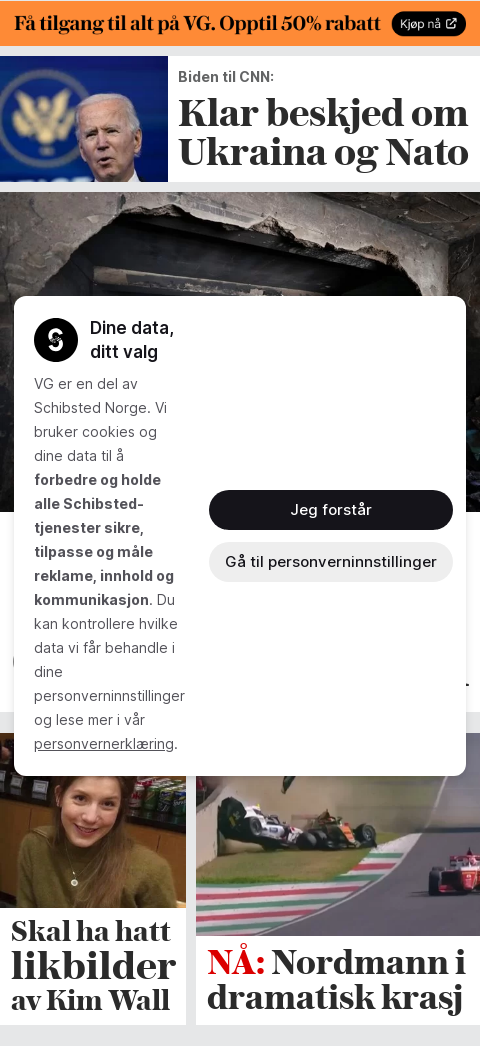 Få tilgang til alt på VG. Opptil 50% rabatt
Kjøp nå
Biden til CNN:
Klar beskjed om
Ukraina og Nato
Dine data,
ditt valg
VG er en del av
Schibsted Norge. Vi
bruker cookies og
dine data til å
forbedre og holde
alle Schibsted-
tjenester sikre,
tilpasse og måle
reklame, innhold og
kommunikasjon. Du
kan kontrollere hvilke
data vi får behandle i
dine
personverninnstillinger
og lese mer i vår
personvernerklæring.
Jeg forstår
Gå til personverninnstillinger
Skal ha hatt
likbilder
av Kim Wall
NÅ: Nordmann i
dramatisk krasj